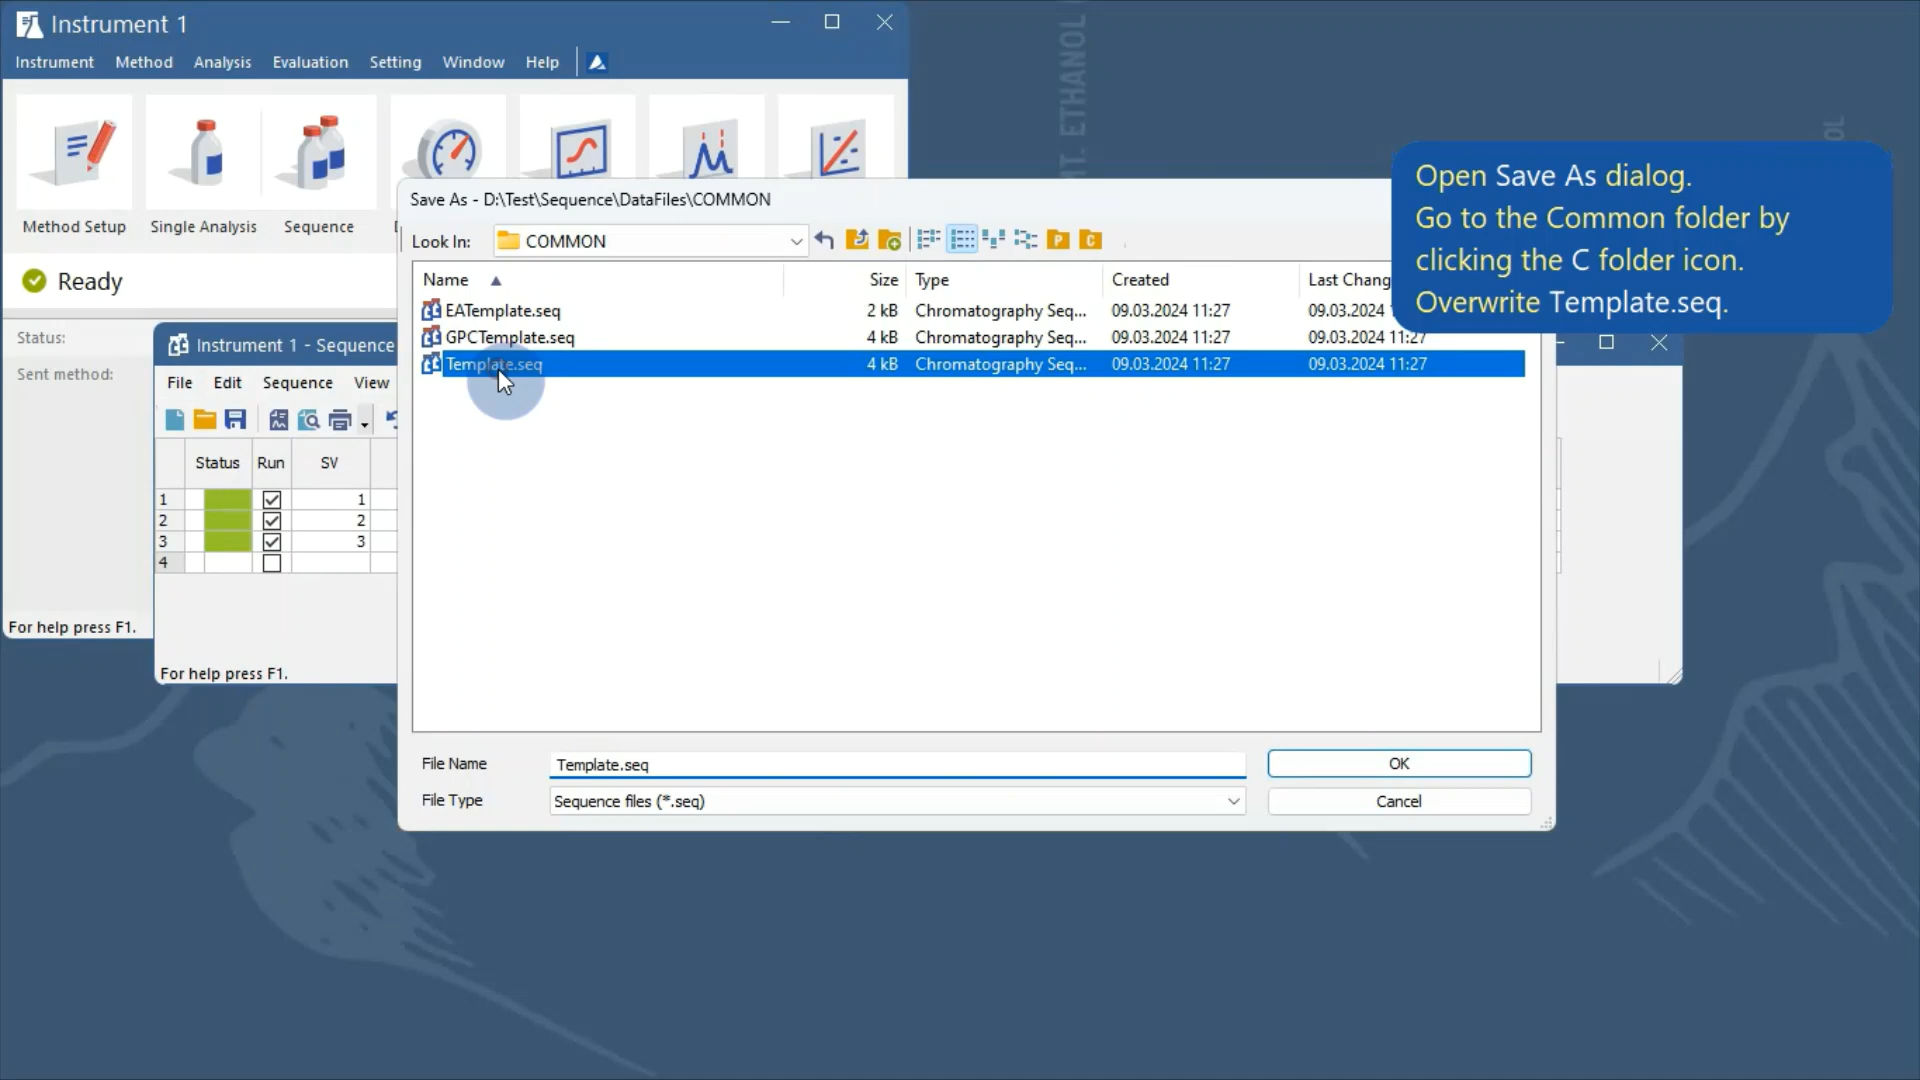 Instrument 1
Instrument Method Analysis Evaluation Setting Window Help
MT. ETHANOL
Method Setup Single Analysis Sequence
Ready
Status:
Sent method:
For help press F1.
Instrument 1 - Sequence
File Edit Sequence View
Status Run SV
1 1
2 2
3 3
4
For help press F1.
Save As - D:\Test\Sequence\DataFiles\COMMON
Look In: COMMON P C
Name Size Type Created Last Chang
EATemplate.seq 2 kB Chromatography Seq... 09.03.2024 11:27 09.03.2024
GPCTemplate.seq 4 kB Chromatography Seq... 09.03.2024 11:27 09.03.2024 11:27
Template.seq 4 kB Chromatography Seq... 09.03.2024 11:27 09.03.2024 11:27
File Name Template.seq OK
File Type Sequence files (*.seq) Cancel
Open Save As dialog.
Go to the Common folder by
clicking the C folder icon.
Overwrite Template.seq.